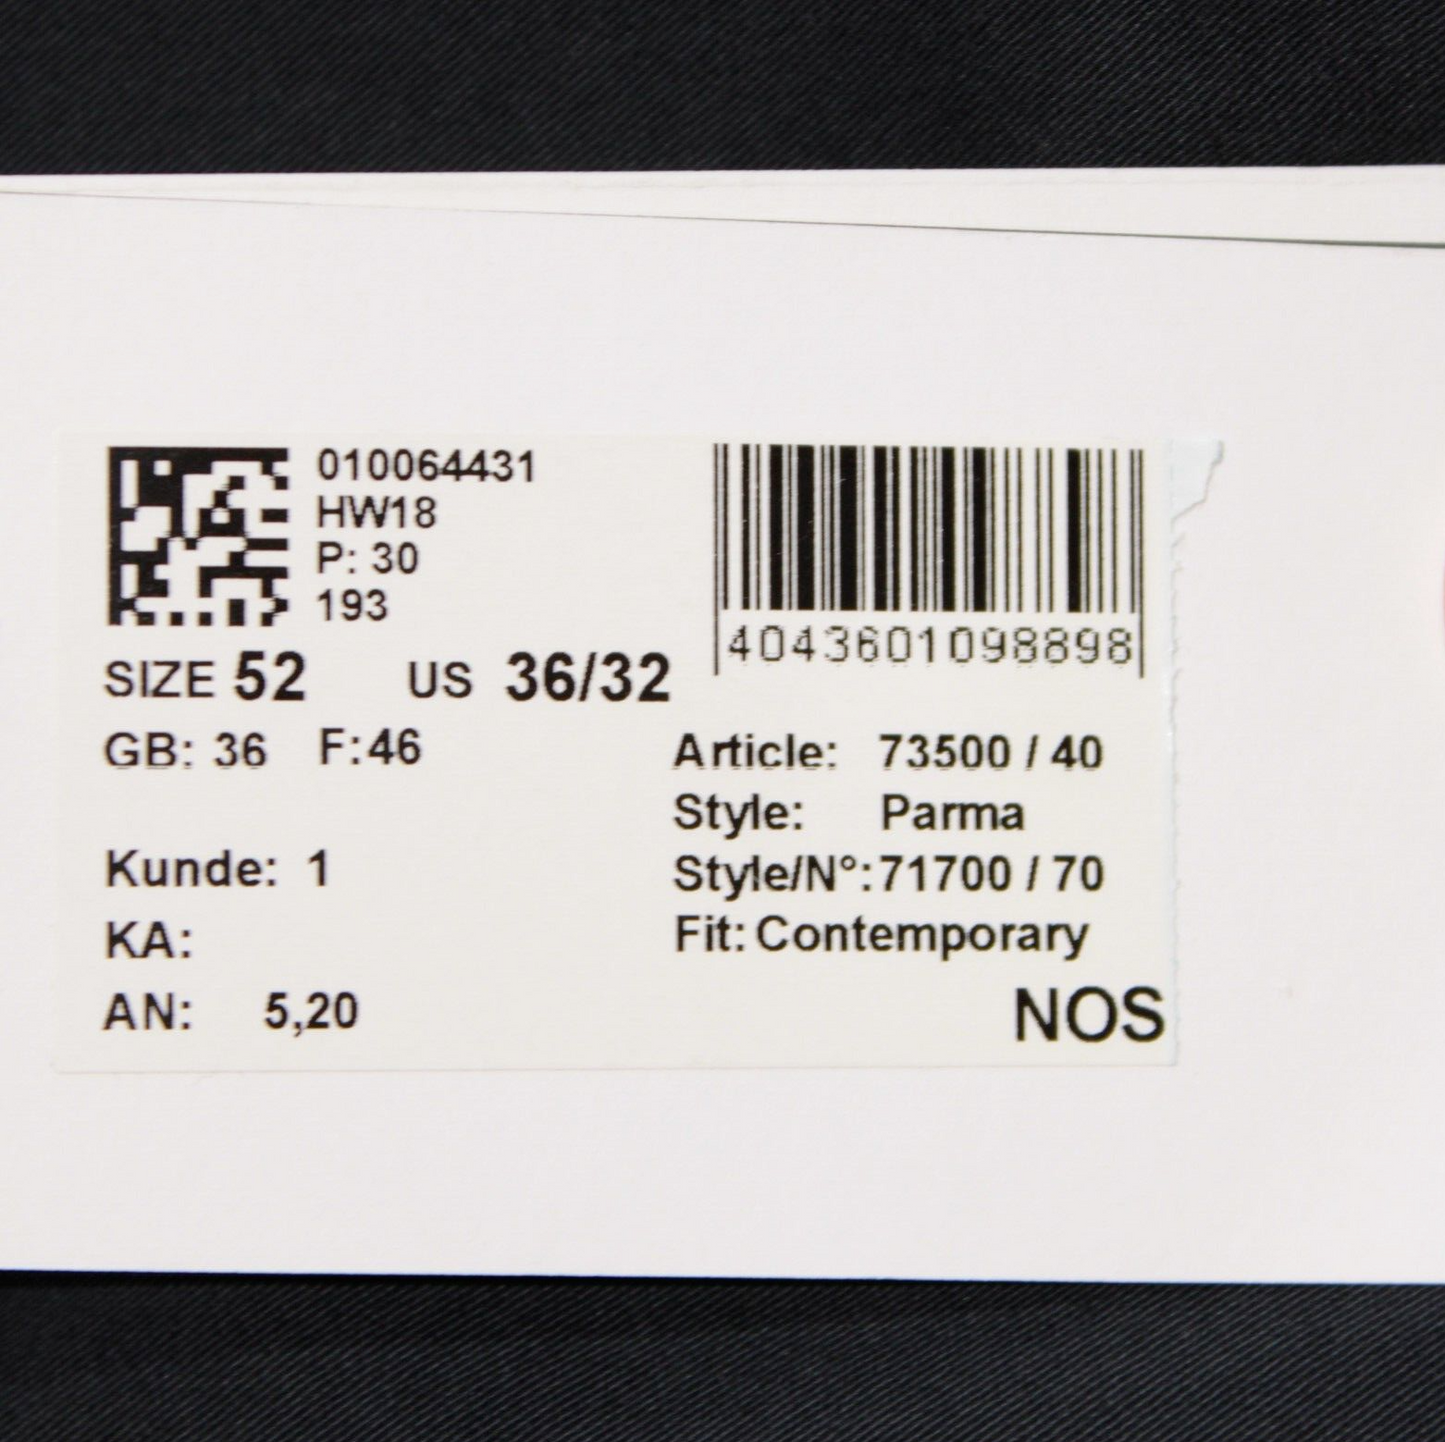 010064431
HW18
P: 30
193
4043601098898
SIZE 52 US 36/32
GB: 36 F:46
Article: 73500 / 40
Style: Parma
Kunde: 1
Style/N°:71700 / 70
KA:
Fit: Contemporary
AN: 5,20
NOS